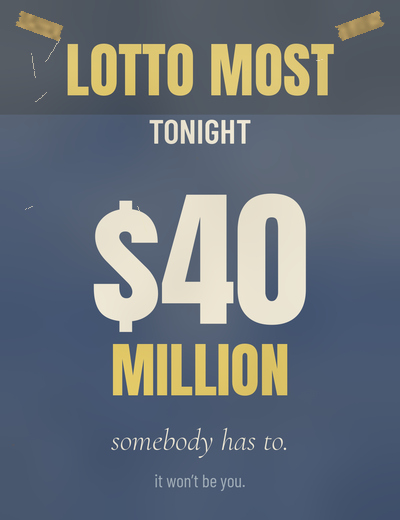 LOTTO MOST
TONIGHT
$40
MILLION
somebody has to.
it won't be you.